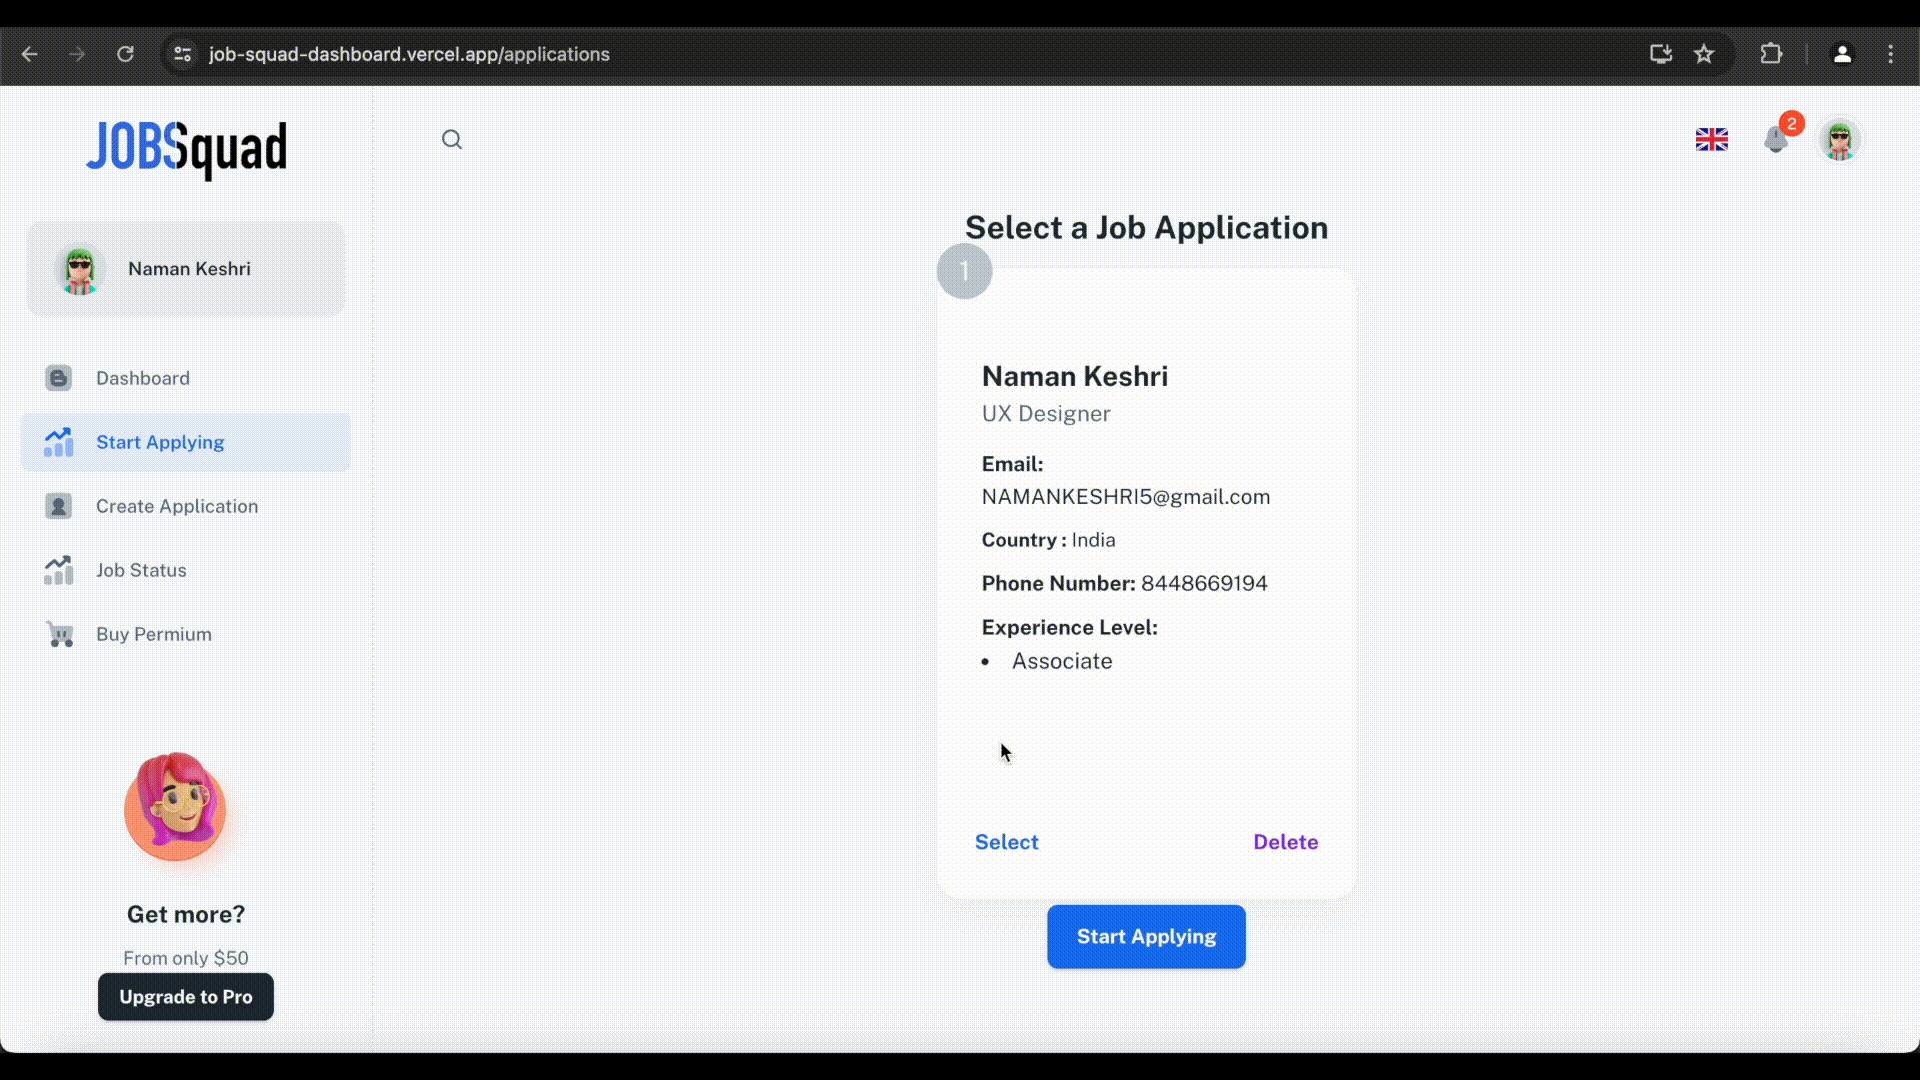 job-squad-dashboard.vercel.app/applications
JOBSquad
2
Naman Keshri
Dashboard
Start Applying
Create Application
Job Status
Buy Permium
Get more?
From only $50
Upgrade to Pro
Select a Job Application
1
Naman Keshri
UX Designer
Email:
NAMANKESHRI5@gmail.com
Country : India
Phone Number: 8448669194
Experience Level:
• Associate
Select Delete
Start Applying